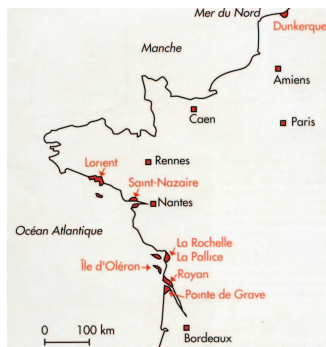 Mer du Nord
Dunkerque
Manche
Amiens
Caen
Paris
Lorient
Rennes
Saint-Nazaire
Nantes
Océan Atlantique
La Rochelle
La Pallice
Île d'Oléron
Royan
Pointe de Grave
0 100 km
Bordeaux